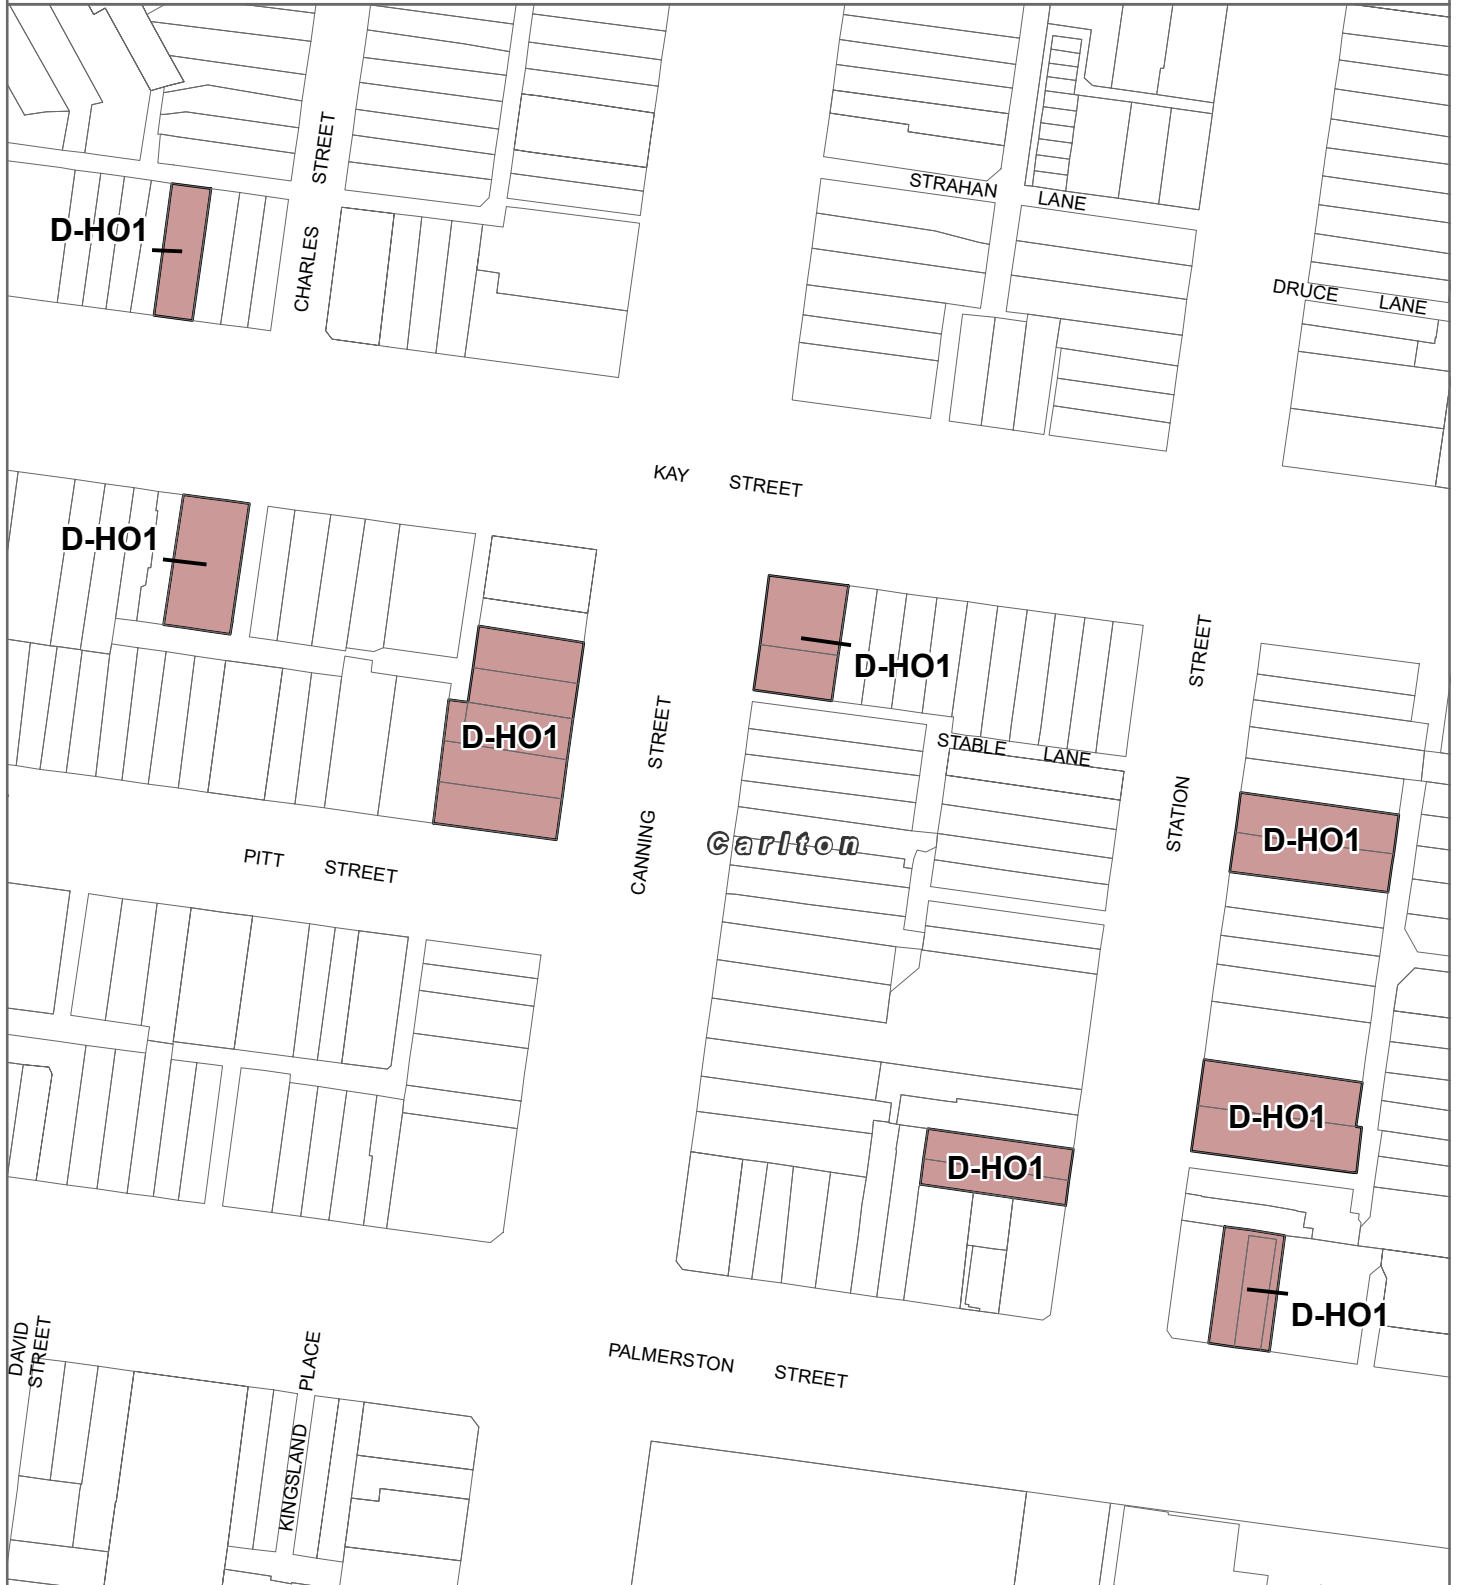 STREET
CHARLES
STRAHAN LANE
D-HO1
DRUCE LANE
KAY STREET
D-HO1
D-HO1
D-HO1
STREET
CANNING
STREET
STATION
STABLE LANE
Carlton
D-HO1
PITT STREET
D-HO1
D-HO1
D-HO1
DAVID
STREET
PLACE
KINGSLAND
PALMERSTON STREET